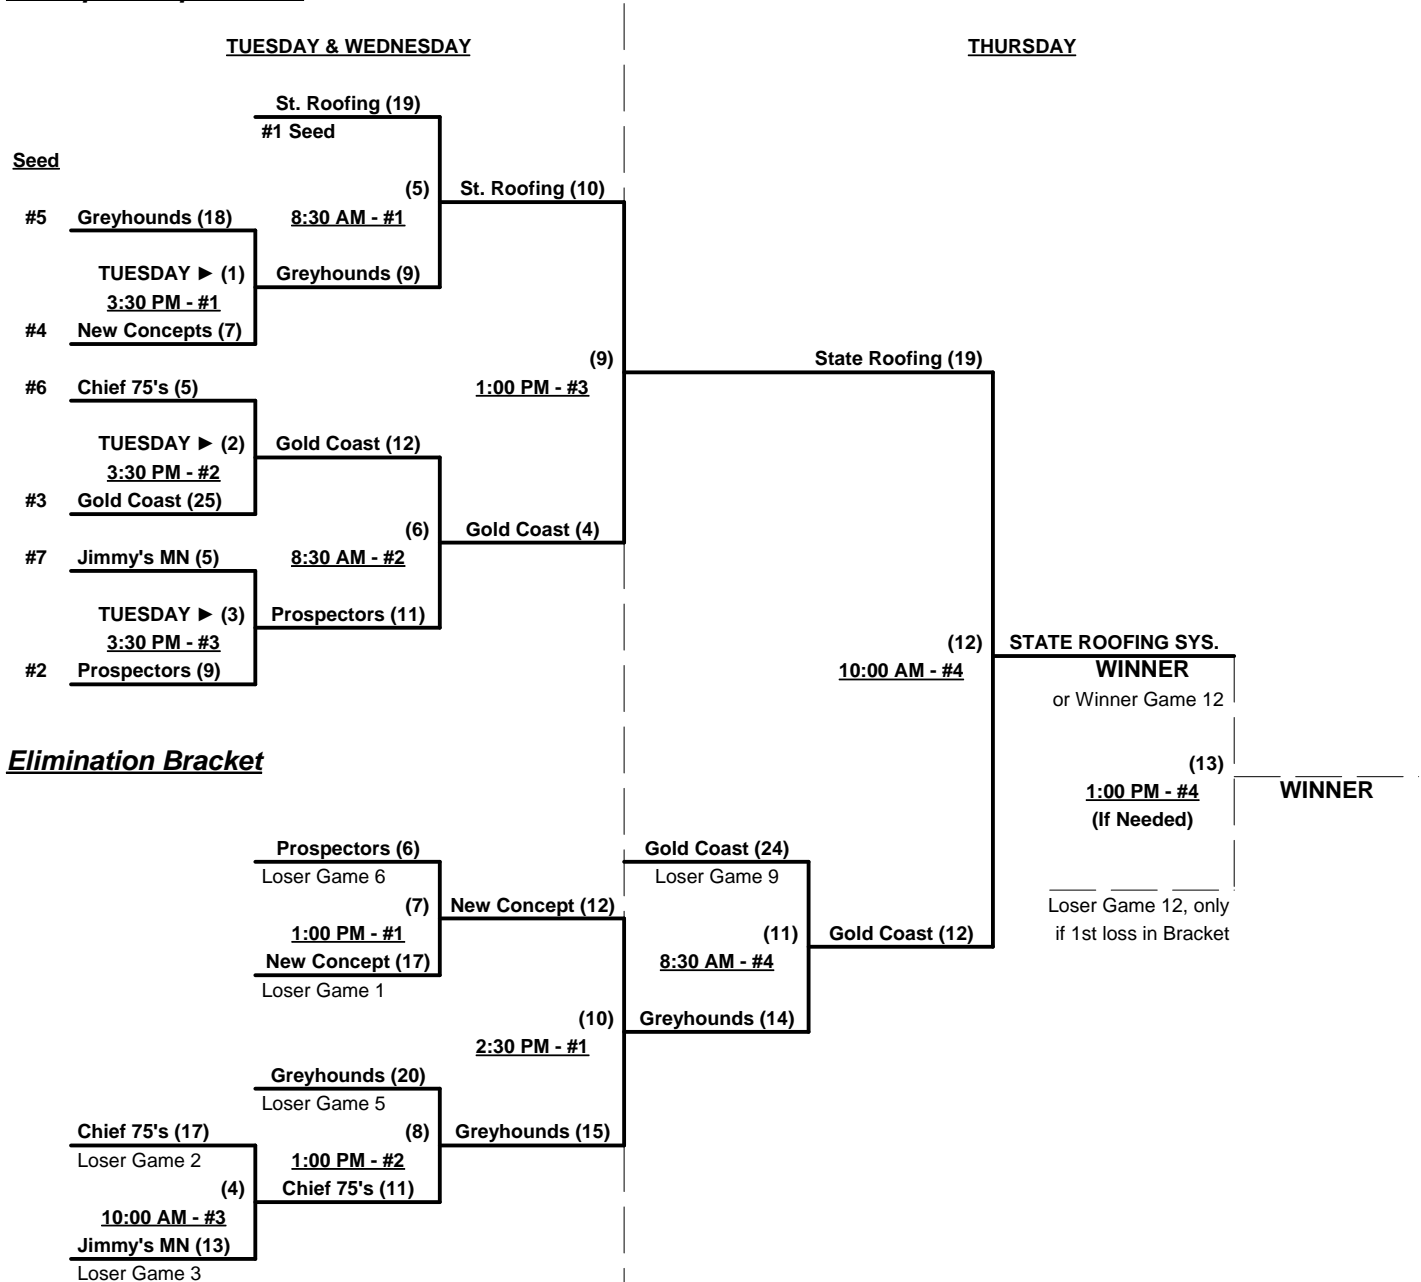 TUESDAY & WEDNESDAY
THURSDAY
St. Roofing (19)
#1 Seed
Seed
(5)
St. Roofing (10)
#5
Greyhounds (18)
8:30 AM - #1
TUESDAY ► (1)
Greyhounds (9)
3:30 PM - #1
#4
New Concepts (7)
(9)
State Roofing (19)
#6
Chief 75's (5)
1:00 PM - #3
TUESDAY ► (2)
Gold Coast (12)
3:30 PM - #2
#3
Gold Coast (25)
(6)
Gold Coast (4)
#7
Jimmy's MN (5)
8:30 AM - #2
TUESDAY ► (3)
Prospectors (11)
3:30 PM - #3
(12)
STATE ROOFING SYS.
#2
Prospectors (9)
10:00 AM - #4
WINNER
or Winner Game 12
Elimination Bracket
(13)
1:00 PM - #4
WINNER
(If Needed)
Prospectors (6)
Gold Coast (24)
Loser Game 6
Loser Game 9
(7)
New Concept (12)
Loser Game 12, only
1:00 PM - #1
(11)
Gold Coast (12)
if 1st loss in Bracket
New Concept (17)
8:30 AM - #4
Loser Game 1
(10)
Greyhounds (14)
2:30 PM - #1
Greyhounds (20)
Loser Game 5
Chief 75's (17)
(8)
Greyhounds (15)
Loser Game 2
1:00 PM - #2
(4)
Chief 75's (11)
10:00 AM - #3
Jimmy's MN (13)
Loser Game 3